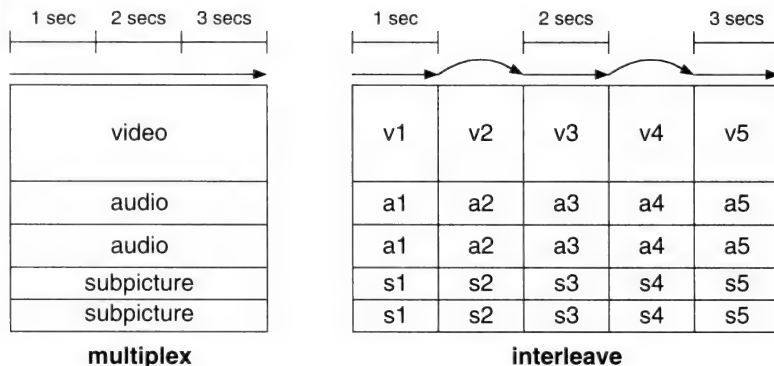 1 sec 2 secs 3 secs
video
audio
audio
subpicture
subpicture
multiplex
1 sec 2 secs 3 secs
v1 v2 v3 v4 v5
a1 a2 a3 a4 a5
a1 a2 a3 a4 a5
s1 s2 s3 s4 s5
s1 s2 s3 s4 s5
interleave